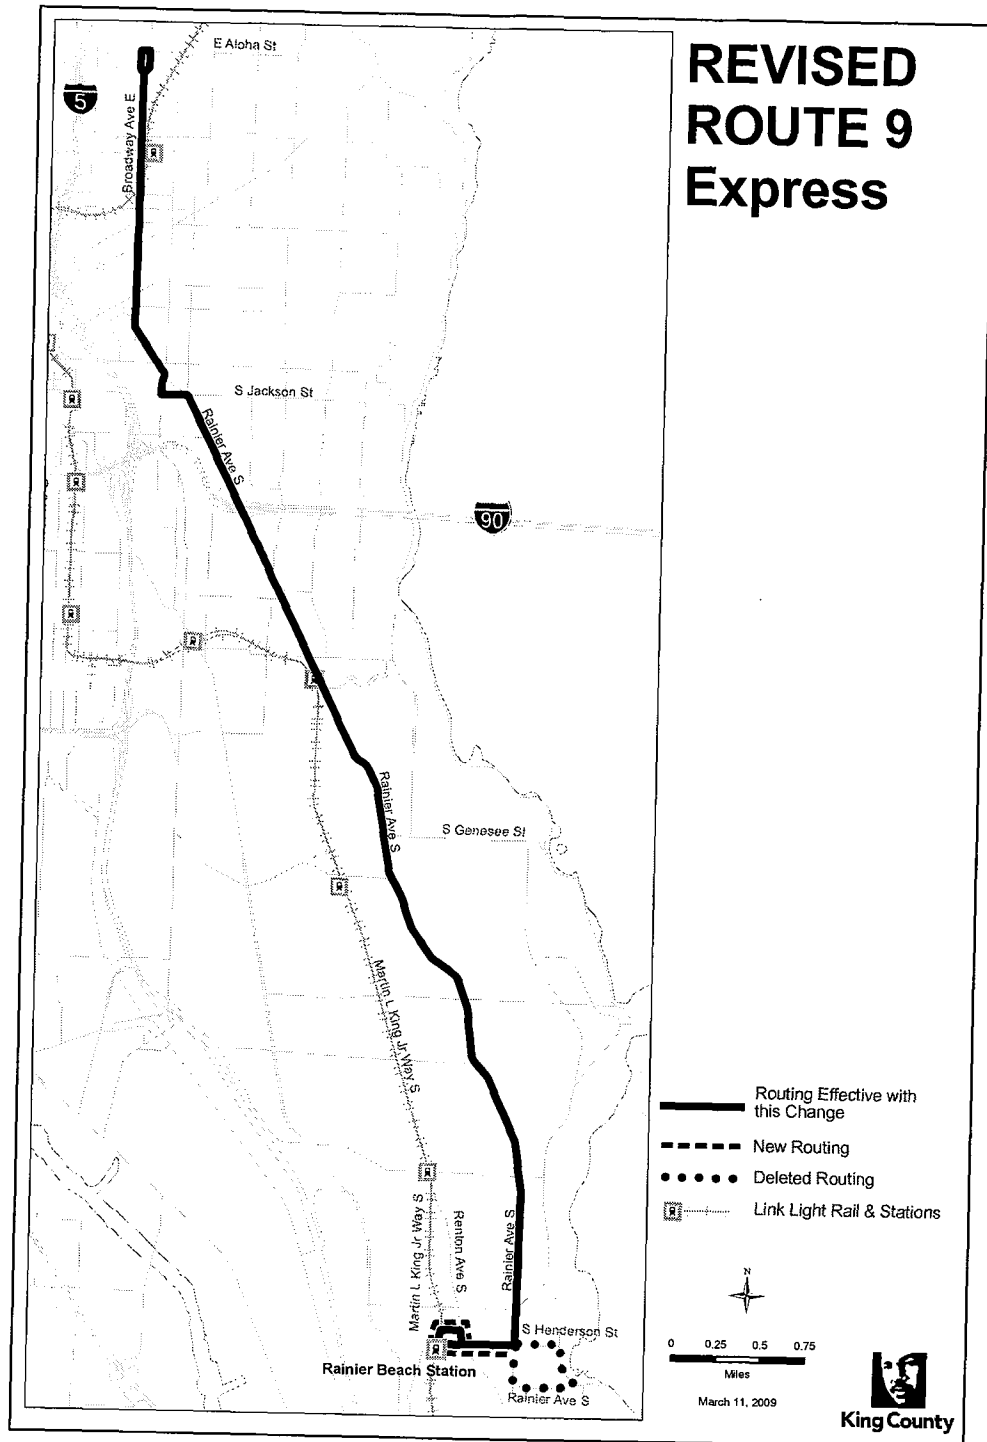 REVISED
ROUTE 9
Express
E Aloha St
5
Broadway Ave E
S Jackson St
Rainier Ave S
90
Rainier Ave S
S Genesee St
Martin L King Jr Way S
Routing Effective with
this Change
New Routing
Deleted Routing
Link Light Rail & Stations
Martin L King Jr Way S
Renton Ave S
Rainier Ave S
S Henderson St
Rainier Beach Station
Rainier Ave S
N
0 0.25 0.5 0.75
Miles
March 11, 2009
King County